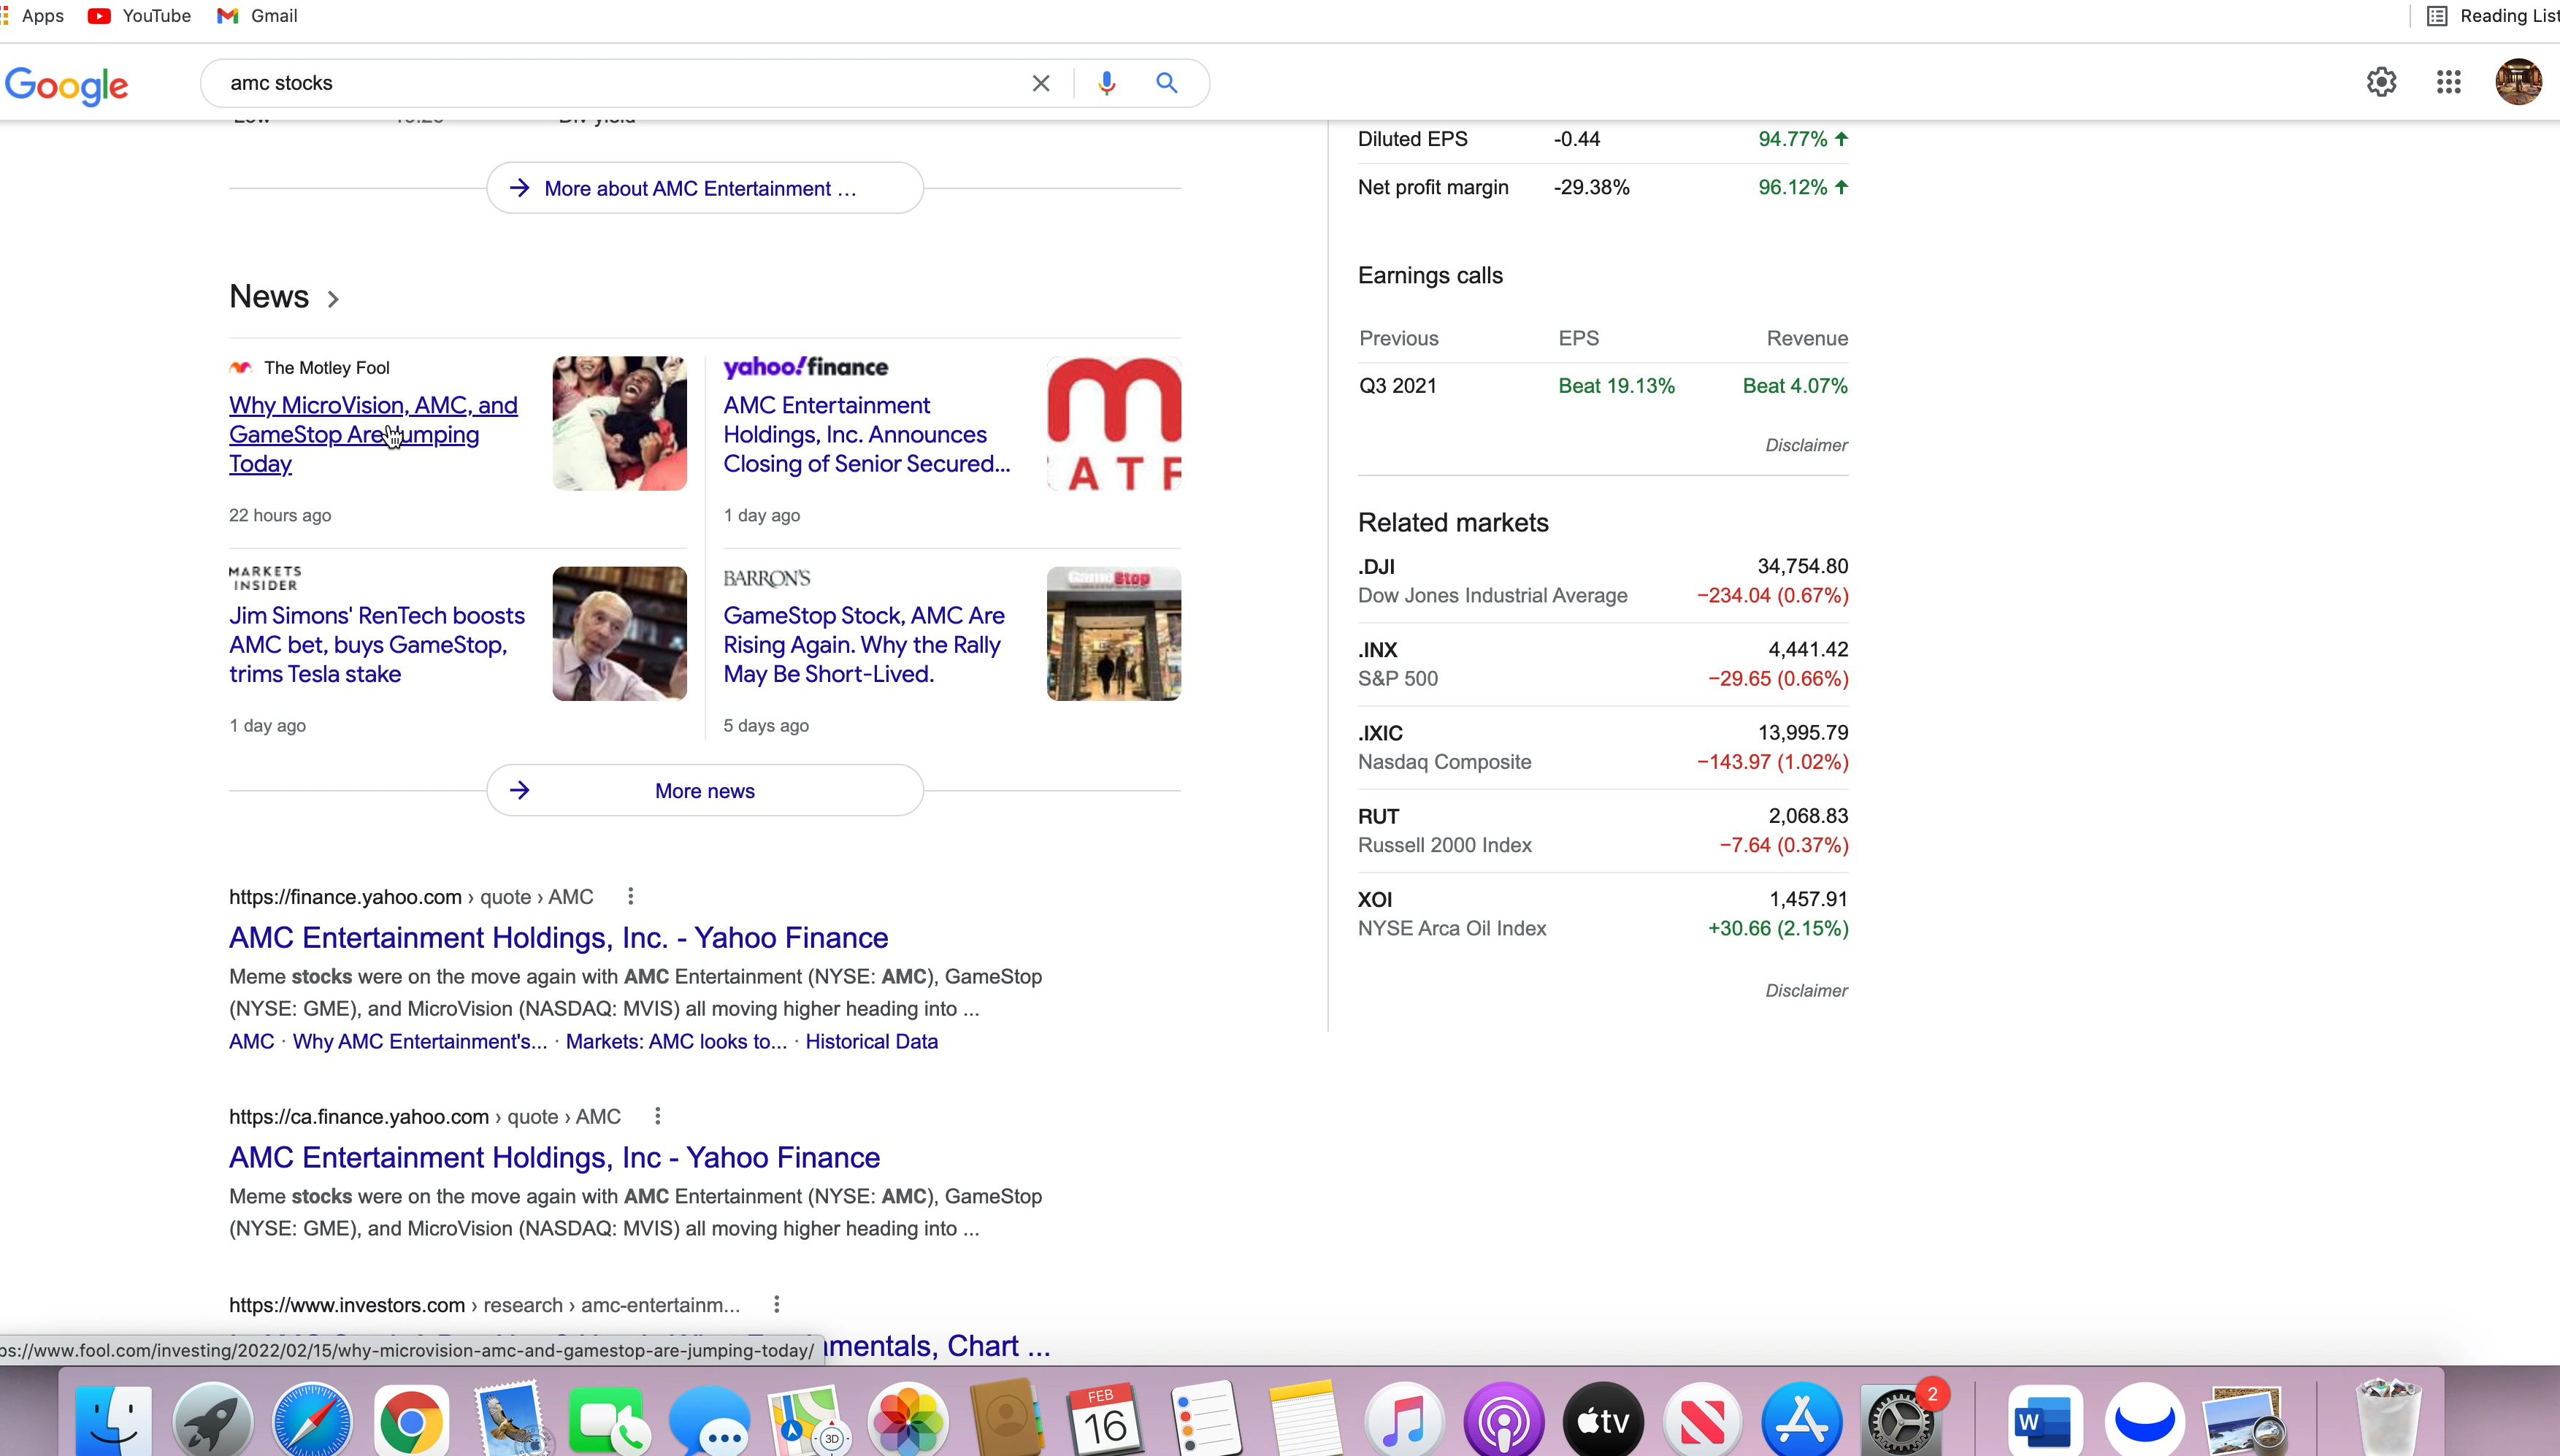 Apps YouTube Gmail Reading List
Google amc stocks
More about AMC Entertainment ...
News
The Motley Fool
Why MicroVision, AMC, and
GameStop Are Jumping
Today
22 hours ago
yahoo!finance
AMC Entertainment
Holdings, Inc. Announces
Closing of Senior Secured...
1 day ago
ATF
MARKETS
INSIDER
Jim Simons' RenTech boosts
AMC bet, buys GameStop,
trims Tesla stake
1 day ago
BARRON'S
GameStop Stock, AMC Are
Rising Again. Why the Rally
May Be Short-Lived.
5 days ago
GameStop
More news
https://finance.yahoo.com › quote › AMC
AMC Entertainment Holdings, Inc. - Yahoo Finance
Meme stocks were on the move again with AMC Entertainment (NYSE: AMC), GameStop
(NYSE: GME), and MicroVision (NASDAQ: MVIS) all moving higher heading into ...
AMC · Why AMC Entertainment's... · Markets: AMC looks to... · Historical Data
https://ca.finance.yahoo.com › quote › AMC
AMC Entertainment Holdings, Inc - Yahoo Finance
Meme stocks were on the move again with AMC Entertainment (NYSE: AMC), GameStop
(NYSE: GME), and MicroVision (NASDAQ: MVIS) all moving higher heading into ...
https://www.investors.com › research › amc-entertainm...
mentals, Chart ...
ps://www.fool.com/investing/2022/02/15/why-microvision-amc-and-gamestop-are-jumping-today/
Diluted EPS -0.44 94.77%
Net profit margin -29.38% 96.12%
Earnings calls
Previous EPS Revenue
Q3 2021 Beat 19.13% Beat 4.07%
Disclaimer
Related markets
.DJI 34,754.80
Dow Jones Industrial Average −234.04 (0.67%)
.INX 4,441.42
S&P 500 −29.65 (0.66%)
.IXIC 13,995.79
Nasdaq Composite −143.97 (1.02%)
RUT 2,068.83
Russell 2000 Index −7.64 (0.37%)
XOI 1,457.91
NYSE Arca Oil Index +30.66 (2.15%)
Disclaimer
3D
FEB
16
tv
2
W